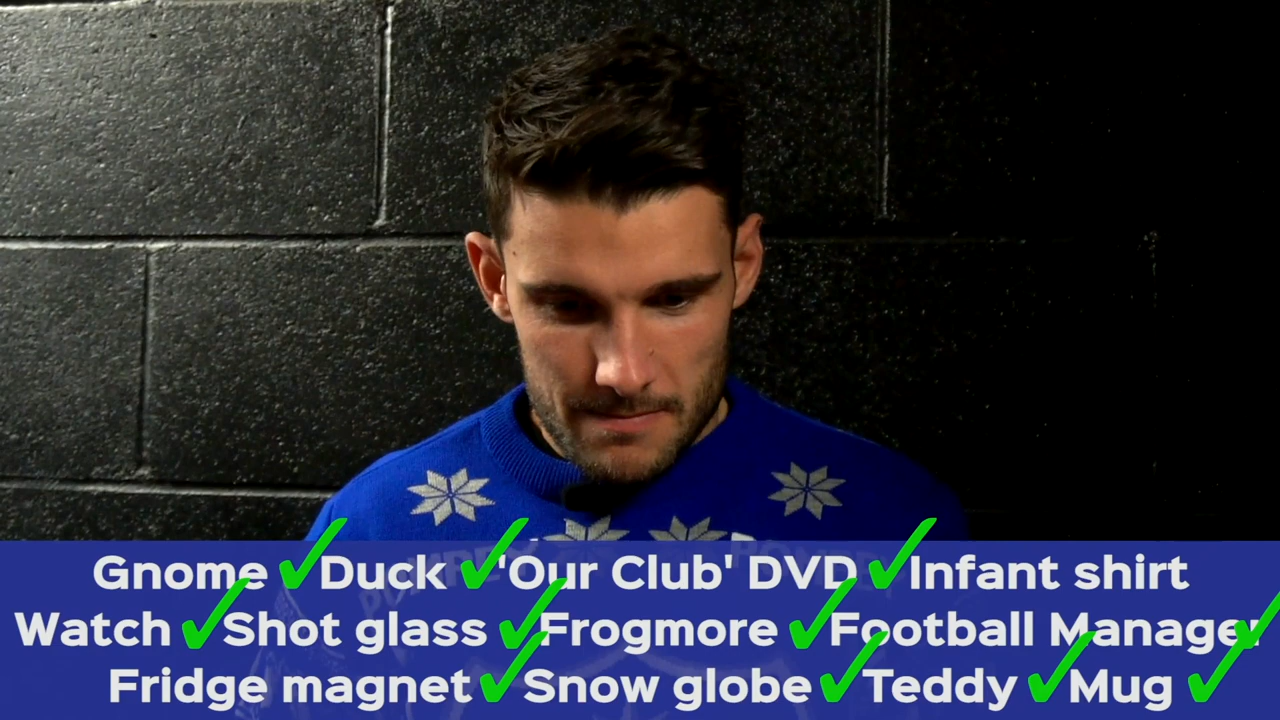 Gnome ✓ Duck ✓ 'Our Club' DVD ✓ Infant shirt
Watch ✓ Shot glass ✓ Frogmore ✓ Football Manager ✓
Fridge magnet ✓ Snow globe ✓ Teddy ✓ Mug ✓
POMPEY